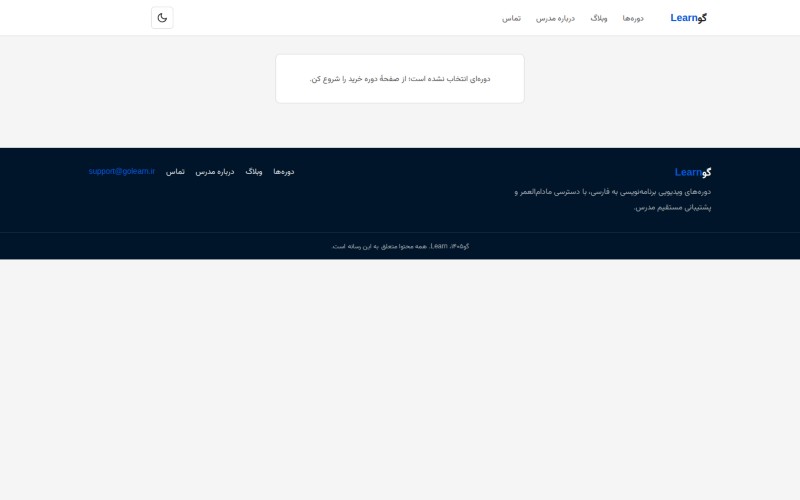 گوLearn
دوره‌ها
وبلاگ
درباره مدرس
تماس
دوره‌ای انتخاب نشده است؛ از صفحهٔ دوره خرید را شروع کن.
گوLearn
دوره‌های ویدیویی برنامه‌نویسی به فارسی، با دسترسی مادام‌العمر و
پشتیبانی مستقیم مدرس.
دوره‌ها
وبلاگ
درباره مدرس
تماس
support@golearn.ir
گو۱۴۰۵، Learn. همه محتوا متعلق به این رسانه است.